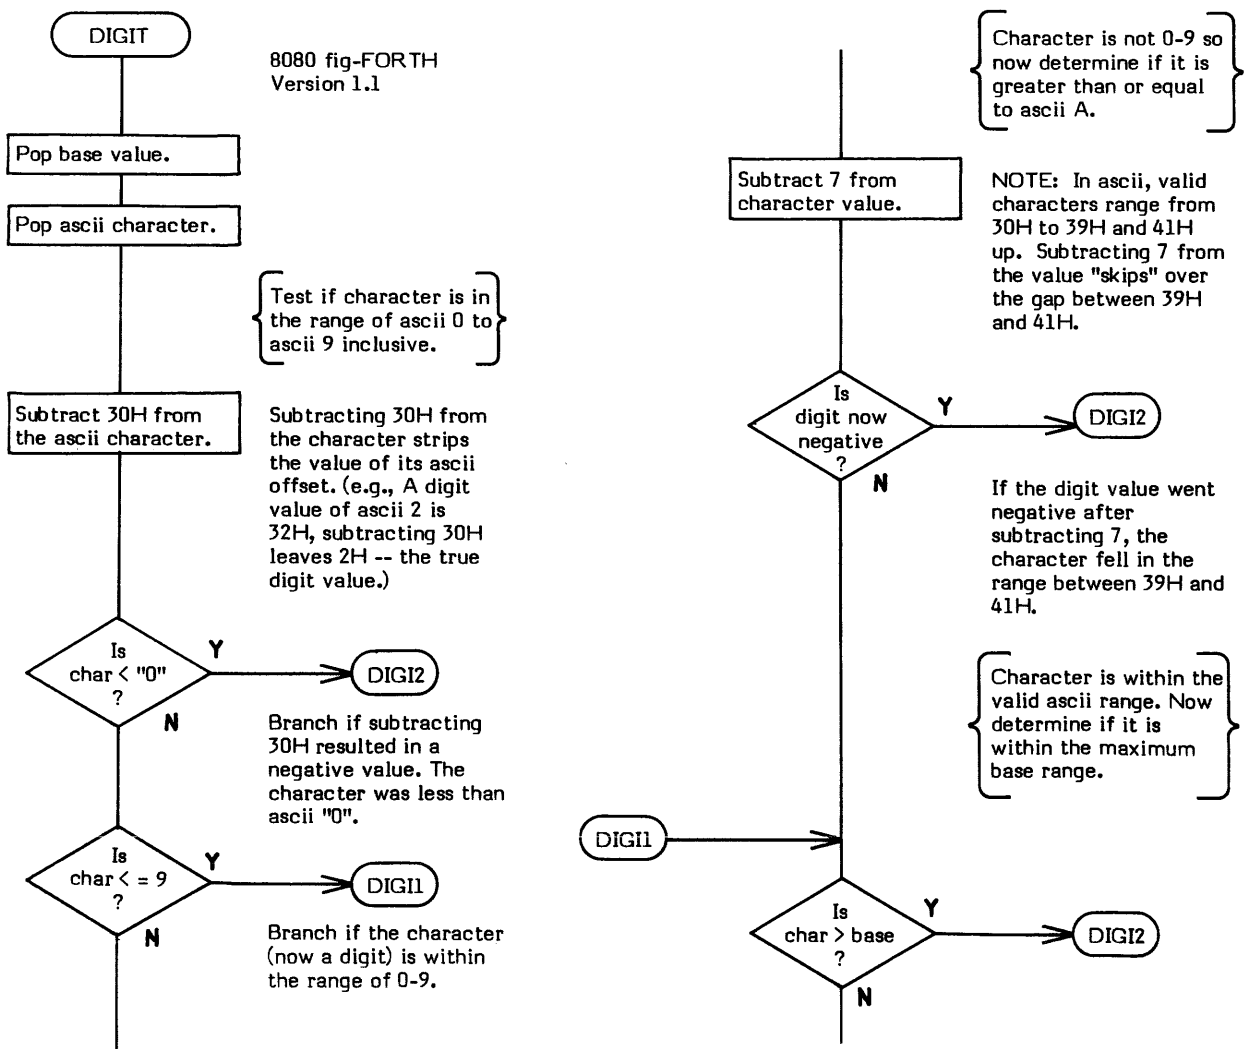 DIGIT
8080 fig-FORTH
Version 1.1
Pop base value.
Pop ascii character.
Test if character is in
the range of ascii 0 to
ascii 9 inclusive.
Subtract 30H from
the ascii character.
Subtracting 30H from
the character strips
the value of its ascii
offset. (e.g., A digit
value of ascii 2 is
32H, subtracting 30H
leaves 2H -- the true
digit value.)
Is
char < "0"
?
Y
DIGI2
N
Branch if subtracting
30H resulted in a
negative value. The
character was less than
ascii "0".
Is
char < = 9
?
Y
DIGI1
N
Branch if the character
(now a digit) is within
the range of 0-9.
Character is not 0-9 so
now determine if it is
greater than or equal
to ascii A.
Subtract 7 from
character value.
NOTE: In ascii, valid
characters range from
30H to 39H and 41H
up. Subtracting 7 from
the value "skips" over
the gap between 39H
and 41H.
Is
digit now
negative
?
Y
DIGI2
N
If the digit value went
negative after
subtracting 7, the
character fell in the
range between 39H and
41H.
Character is within the
valid ascii range. Now
determine if it is
within the maximum
base range.
DIGI1
Is
char > base
?
Y
DIGI2
N